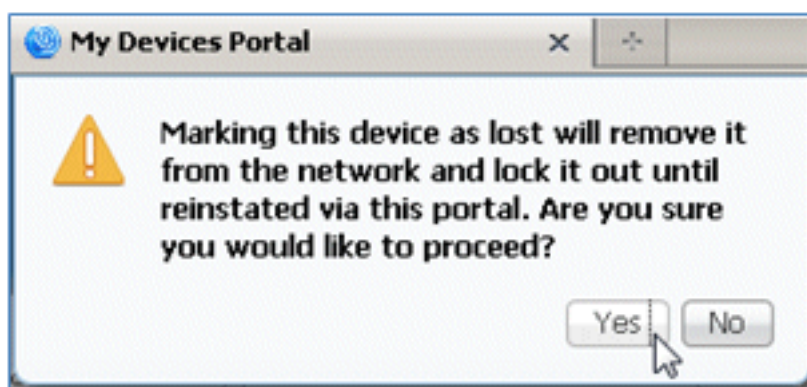 My Devices Portal
Marking this device as lost will remove it
from the network and lock it out until
reinstated via this portal. Are you sure
you would like to proceed?
Yes No